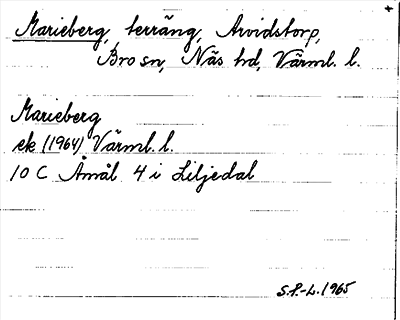 Marieberg, terräng, Arvidstorp,
Bro sn, Näs hd, Värml. l.
Marieberg
ek (1964) Värml. l.
10 C Åmål 4 i Liljedal
S.P.-L. 1965